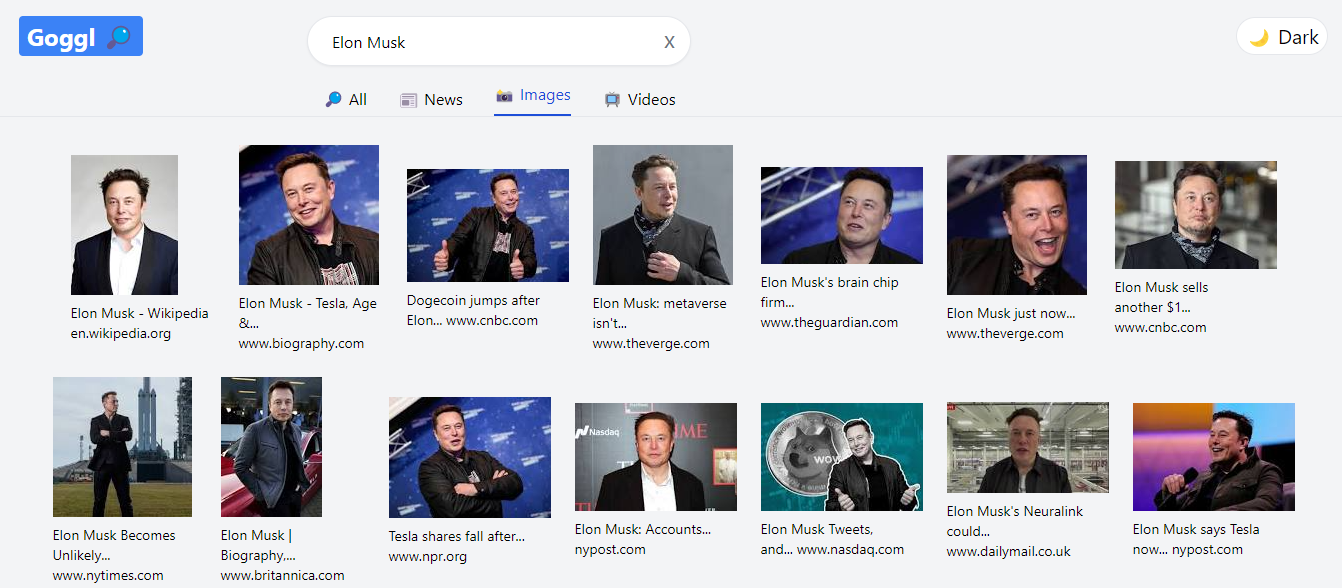 Goggl
Elon Musk X
Dark
All News Images Videos
Elon Musk - Wikipedia
en.wikipedia.org
Elon Musk - Tesla, Age
&...
www.biography.com
Dogecoin jumps after
Elon... www.cnbc.com
Elon Musk: metaverse
isn't...
www.theverge.com
Elon Musk's brain chip
firm...
www.theguardian.com
Elon Musk just now...
www.theverge.com
Elon Musk sells
another $1...
www.cnbc.com
Nasdaq
TIME
WOW
Elon Musk Becomes
Unlikely...
www.nytimes.com
Elon Musk |
Biography,...
www.britannica.com
Tesla shares fall after...
www.npr.org
Elon Musk: Accounts...
nypost.com
Elon Musk Tweets,
and... www.nasdaq.com
Elon Musk's Neuralink
could...
www.dailymail.co.uk
Elon Musk says Tesla
now... nypost.com